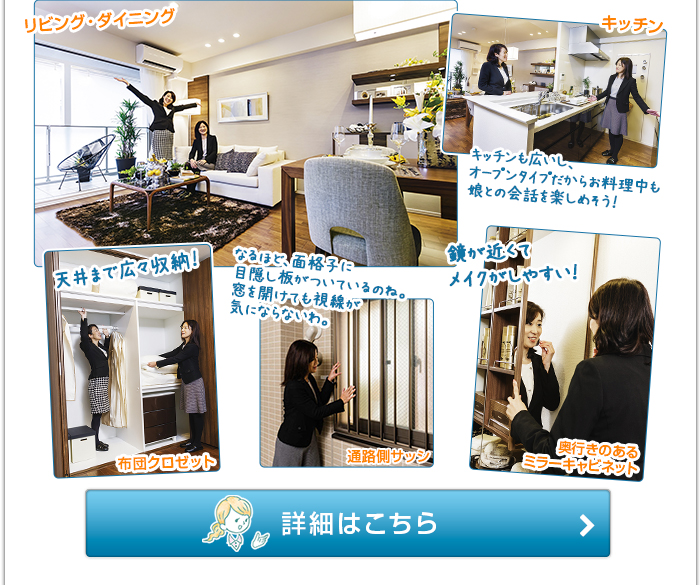 リビング・ダイニング
キッチン
キッチンも広いし、
オープンタイプだからお料理中も
娘との会話を楽しめそう!
天井まで広々収納!
なるほど、面格子に
目隠し板がついているのね。
窓を開けても視線が
気にならないわ。
鏡が近くて
メイクがしやすい!
布団クロゼット
通路側サッシ
奥行きのある
ミラーキャビネット
詳細はこちら